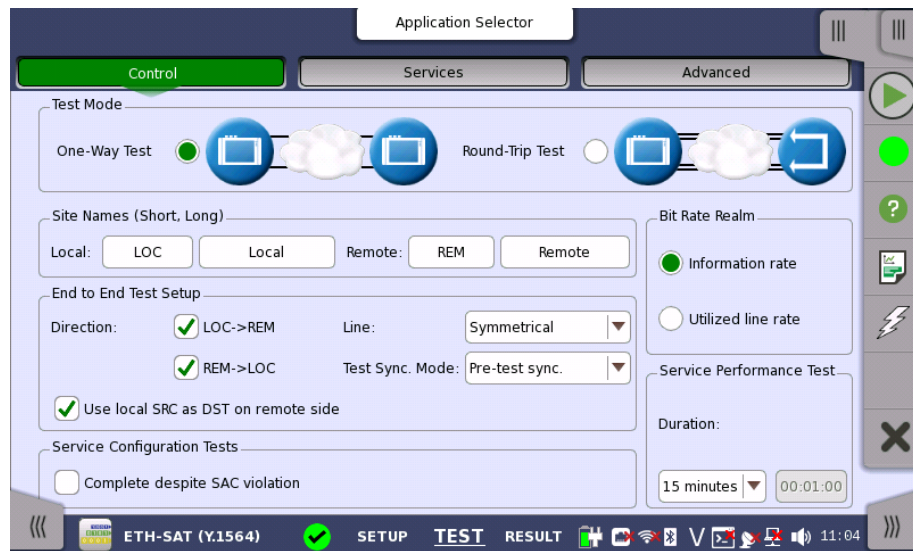 Application Selector
Control
Services
Advanced
Test Mode
One-Way Test
Round-Trip Test
Site Names (Short, Long)
Local: LOC Local Remote: REM Remote
Bit Rate Realm
Information rate
Utilized line rate
End to End Test Setup
Direction: LOC->REM Line: Symmetrical
REM->LOC Test Sync. Mode: Pre-test sync.
Use local SRC as DST on remote side
Service Performance Test
Duration:
15 minutes 00:01:00
Service Configuration Tests
Complete despite SAC violation
ETH-SAT (Y.1564) SETUP TEST RESULT V 11:04